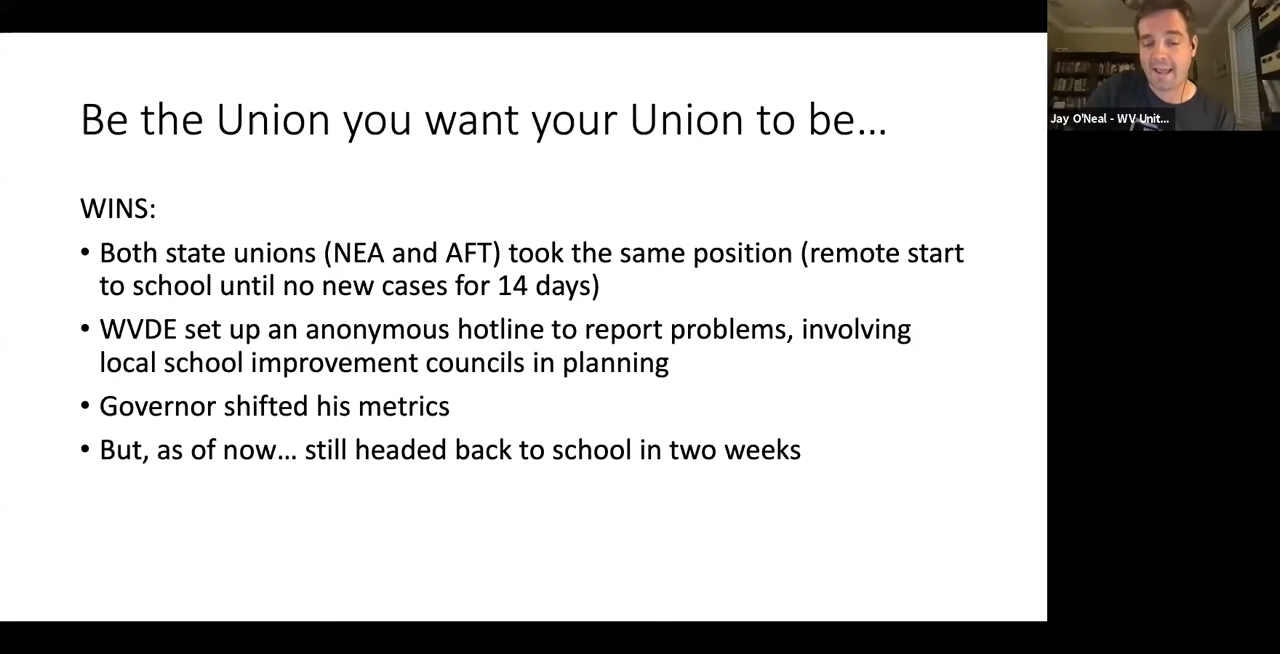 Be the Union you want your Union to be...
WINS:
• Both state unions (NEA and AFT) took the same position (remote start
to school until no new cases for 14 days)
• WVDE set up an anonymous hotline to report problems, involving
local school improvement councils in planning
• Governor shifted his metrics
• But, as of now... still headed back to school in two weeks
Jay O'Neal - WV Unit...